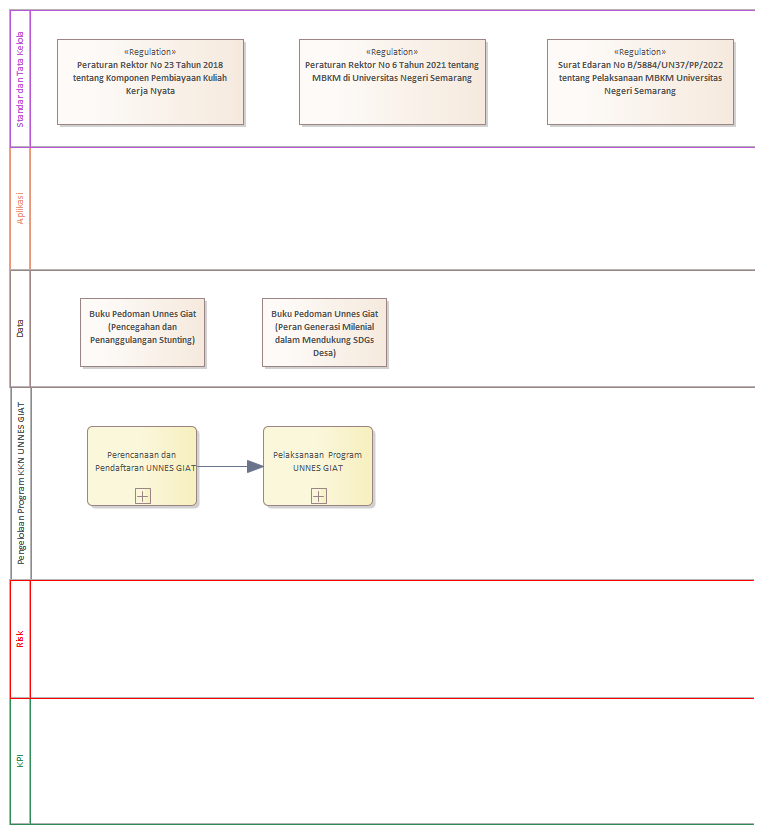 Standar dan Tata Kelola
«Regulation»
Peraturan Rektor No 23 Tahun 2018
tentang Komponen Pembiayaan Kuliah
Kerja Nyata
«Regulation»
Peraturan Rektor No 6 Tahun 2021 tentang
MBKM di Universitas Negeri Semarang
«Regulation»
Surat Edaran No B/5884/UN37/PP/2022
tentang Pelaksanaan MBKM Universitas
Negeri Semarang
Aplikasi
Data
Buku Pedoman Unnes Giat
(Pencegahan dan
Penanggulangan Stunting)
Buku Pedoman Unnes Giat
(Peran Generasi Milenial
dalam Mendukung SDGs
Desa)
Pengelolaan Program KKN UNNES GIAT
Perencanaan dan
Pendaftaran UNNES GIAT
Pelaksanaan Program
UNNES GIAT
Risk
KPI